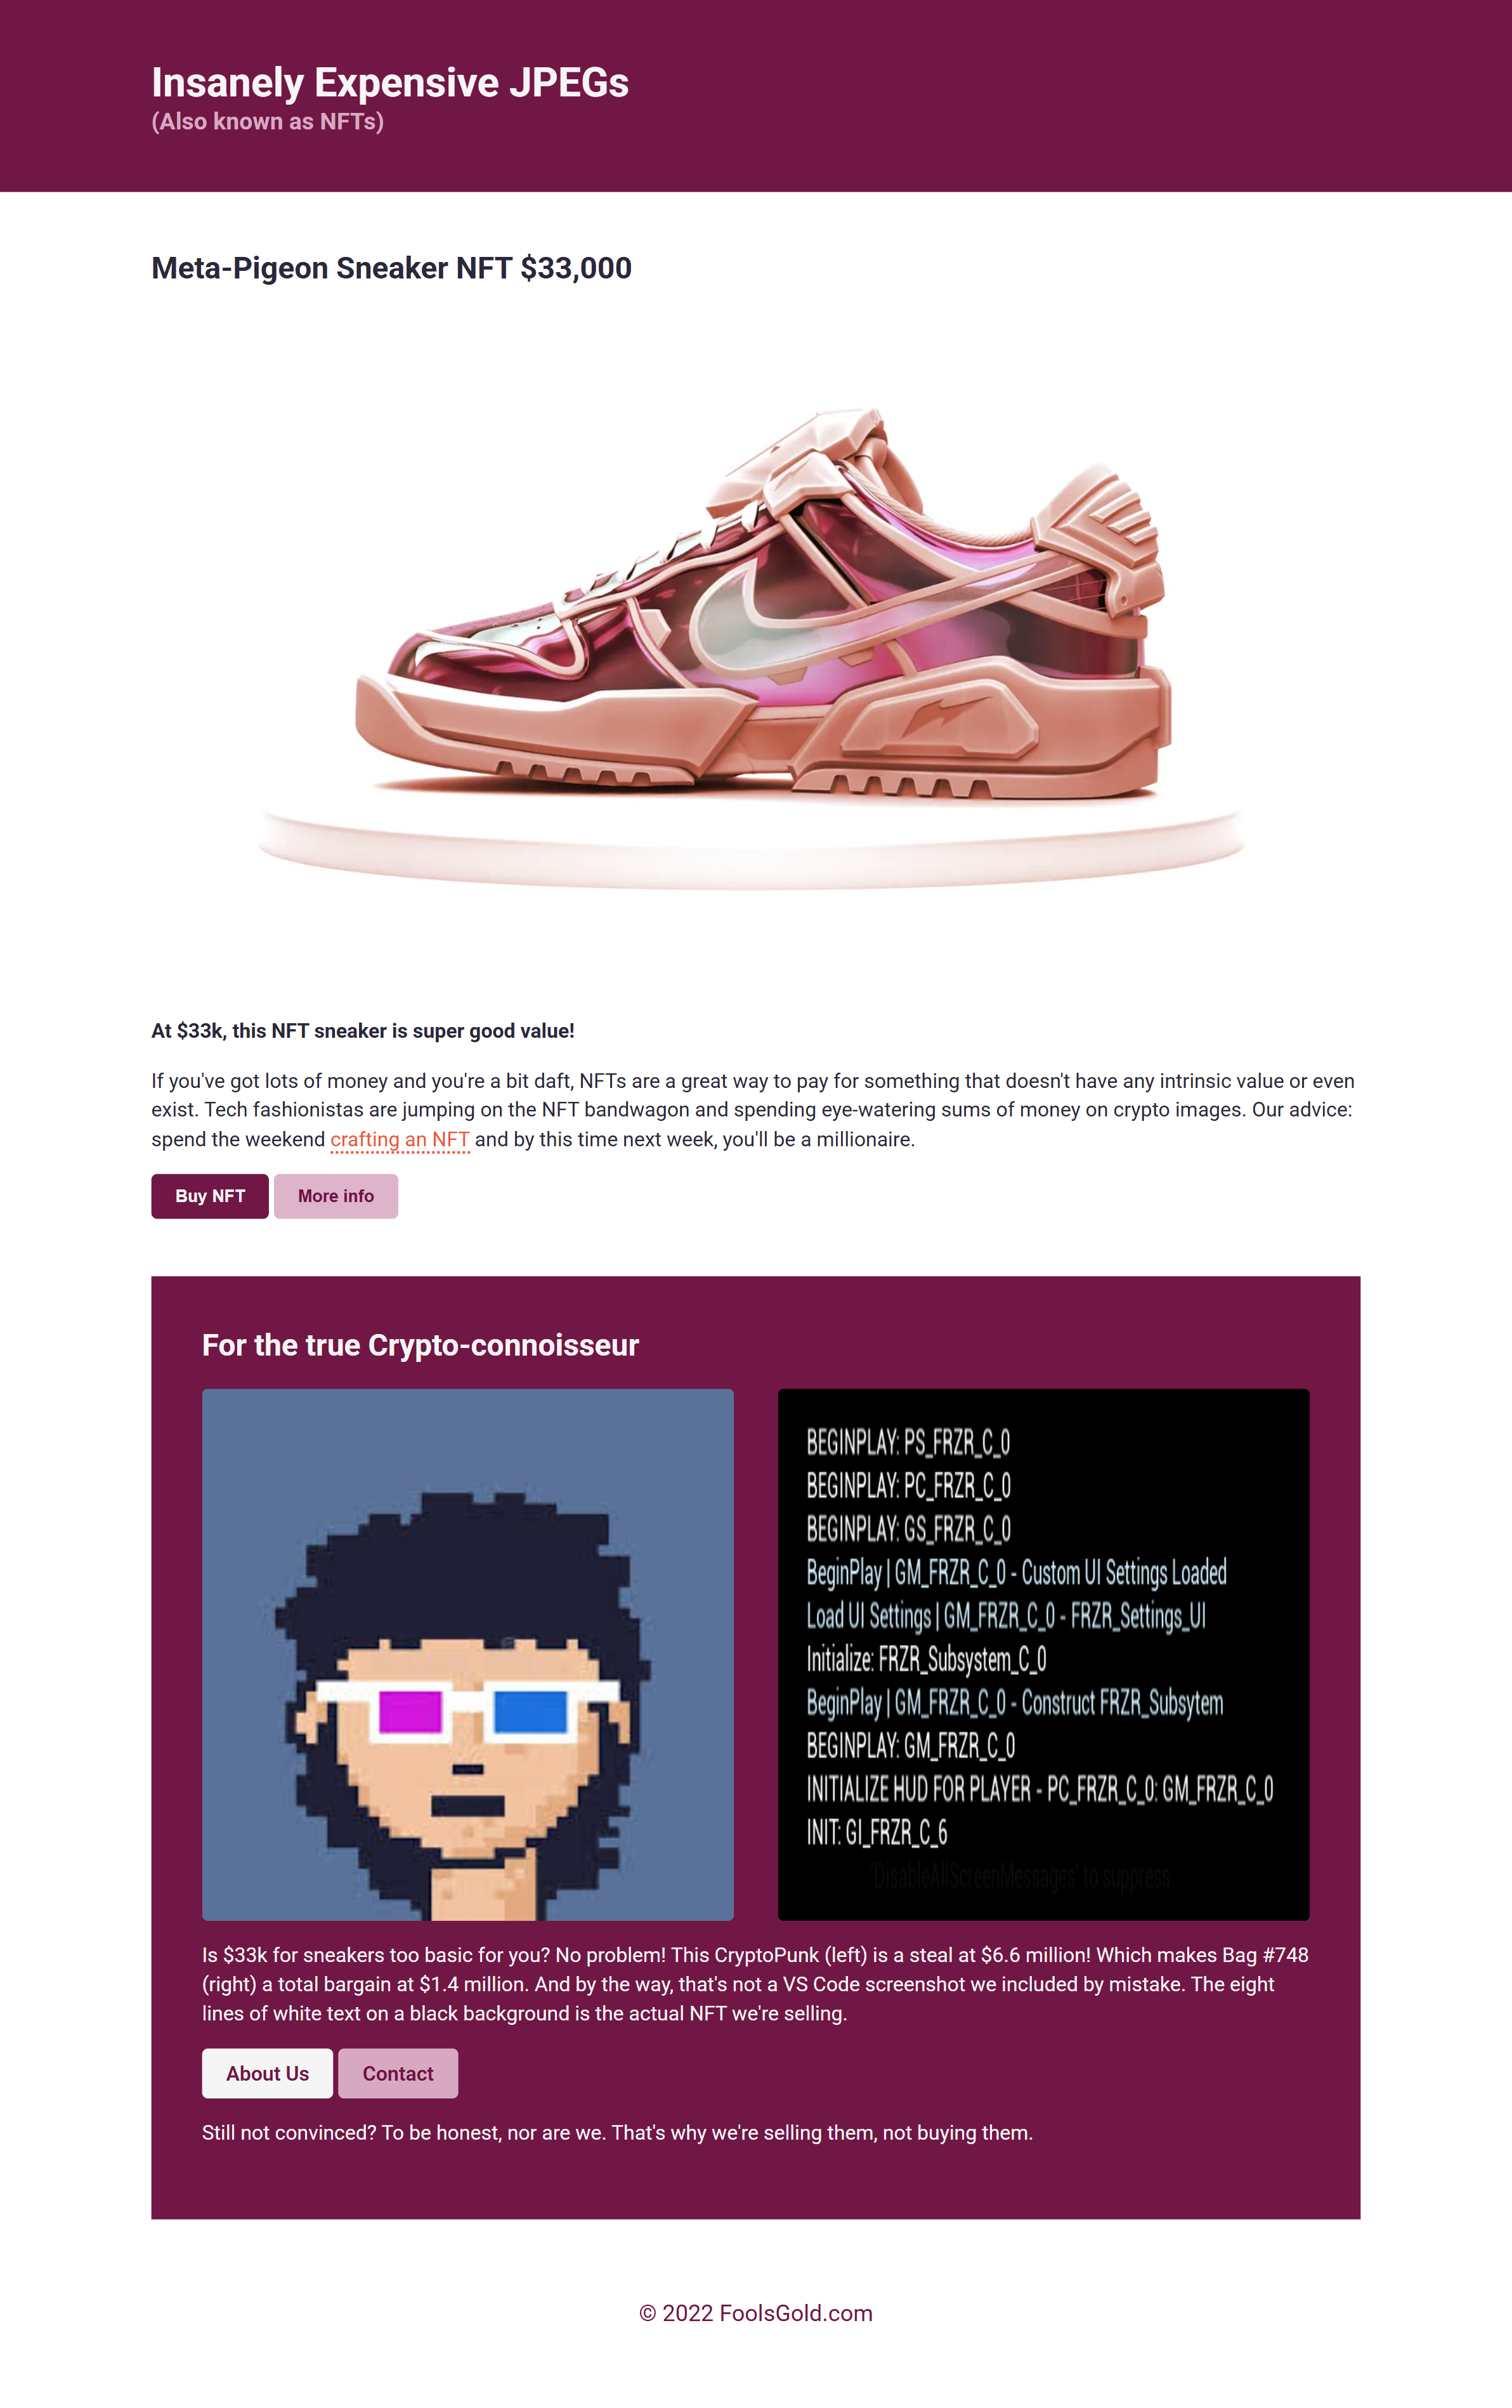 Insanely Expensive JPEGs
(Also known as NFTs)
Meta-Pigeon Sneaker NFT $33,000
At $33k, this NFT sneaker is super good value!
If you've got lots of money and you're a bit daft, NFTs are a great way to pay for something that doesn't have any intrinsic value or even
exist. Tech fashionistas are jumping on the NFT bandwagon and spending eye-watering sums of money on crypto images. Our advice:
spend the weekend crafting an NFT and by this time next week, you'll be a millionaire.
Buy NFT More info
For the true Crypto-connoisseur
BEGINPLAY: PS_FRZR_C_0
BEGINPLAY: PC_FRZR_C_0
BEGINPLAY: GS_FRZR_C_0
BeginPlay | GM_FRZR_C_0 - Custom UI Settings Loaded
Load UI Settings | GM_FRZR_C_0 - FRZR_Settings_UI
Initialize: FRZR_Subsystem_C_0
BeginPlay | GM_FRZR_C_0 - Construct FRZR_Subsytem
BEGINPLAY: GM_FRZR_C_0
INITIALIZE HUD FOR PLAYER - PC_FRZR_C_0: GM_FRZR_C_0
INIT: GI_FRZR_C_6
'DisableAllScreenMessages' to suppress
Is $33k for sneakers too basic for you? No problem! This CryptoPunk (left) is a steal at $6.6 million! Which makes Bag #748
(right) a total bargain at $1.4 million. And by the way, that's not a VS Code screenshot we included by mistake. The eight
lines of white text on a black background is the actual NFT we're selling.
About Us Contact
Still not convinced? To be honest, nor are we. That's why we're selling them, not buying them.
© 2022 FoolsGold.com